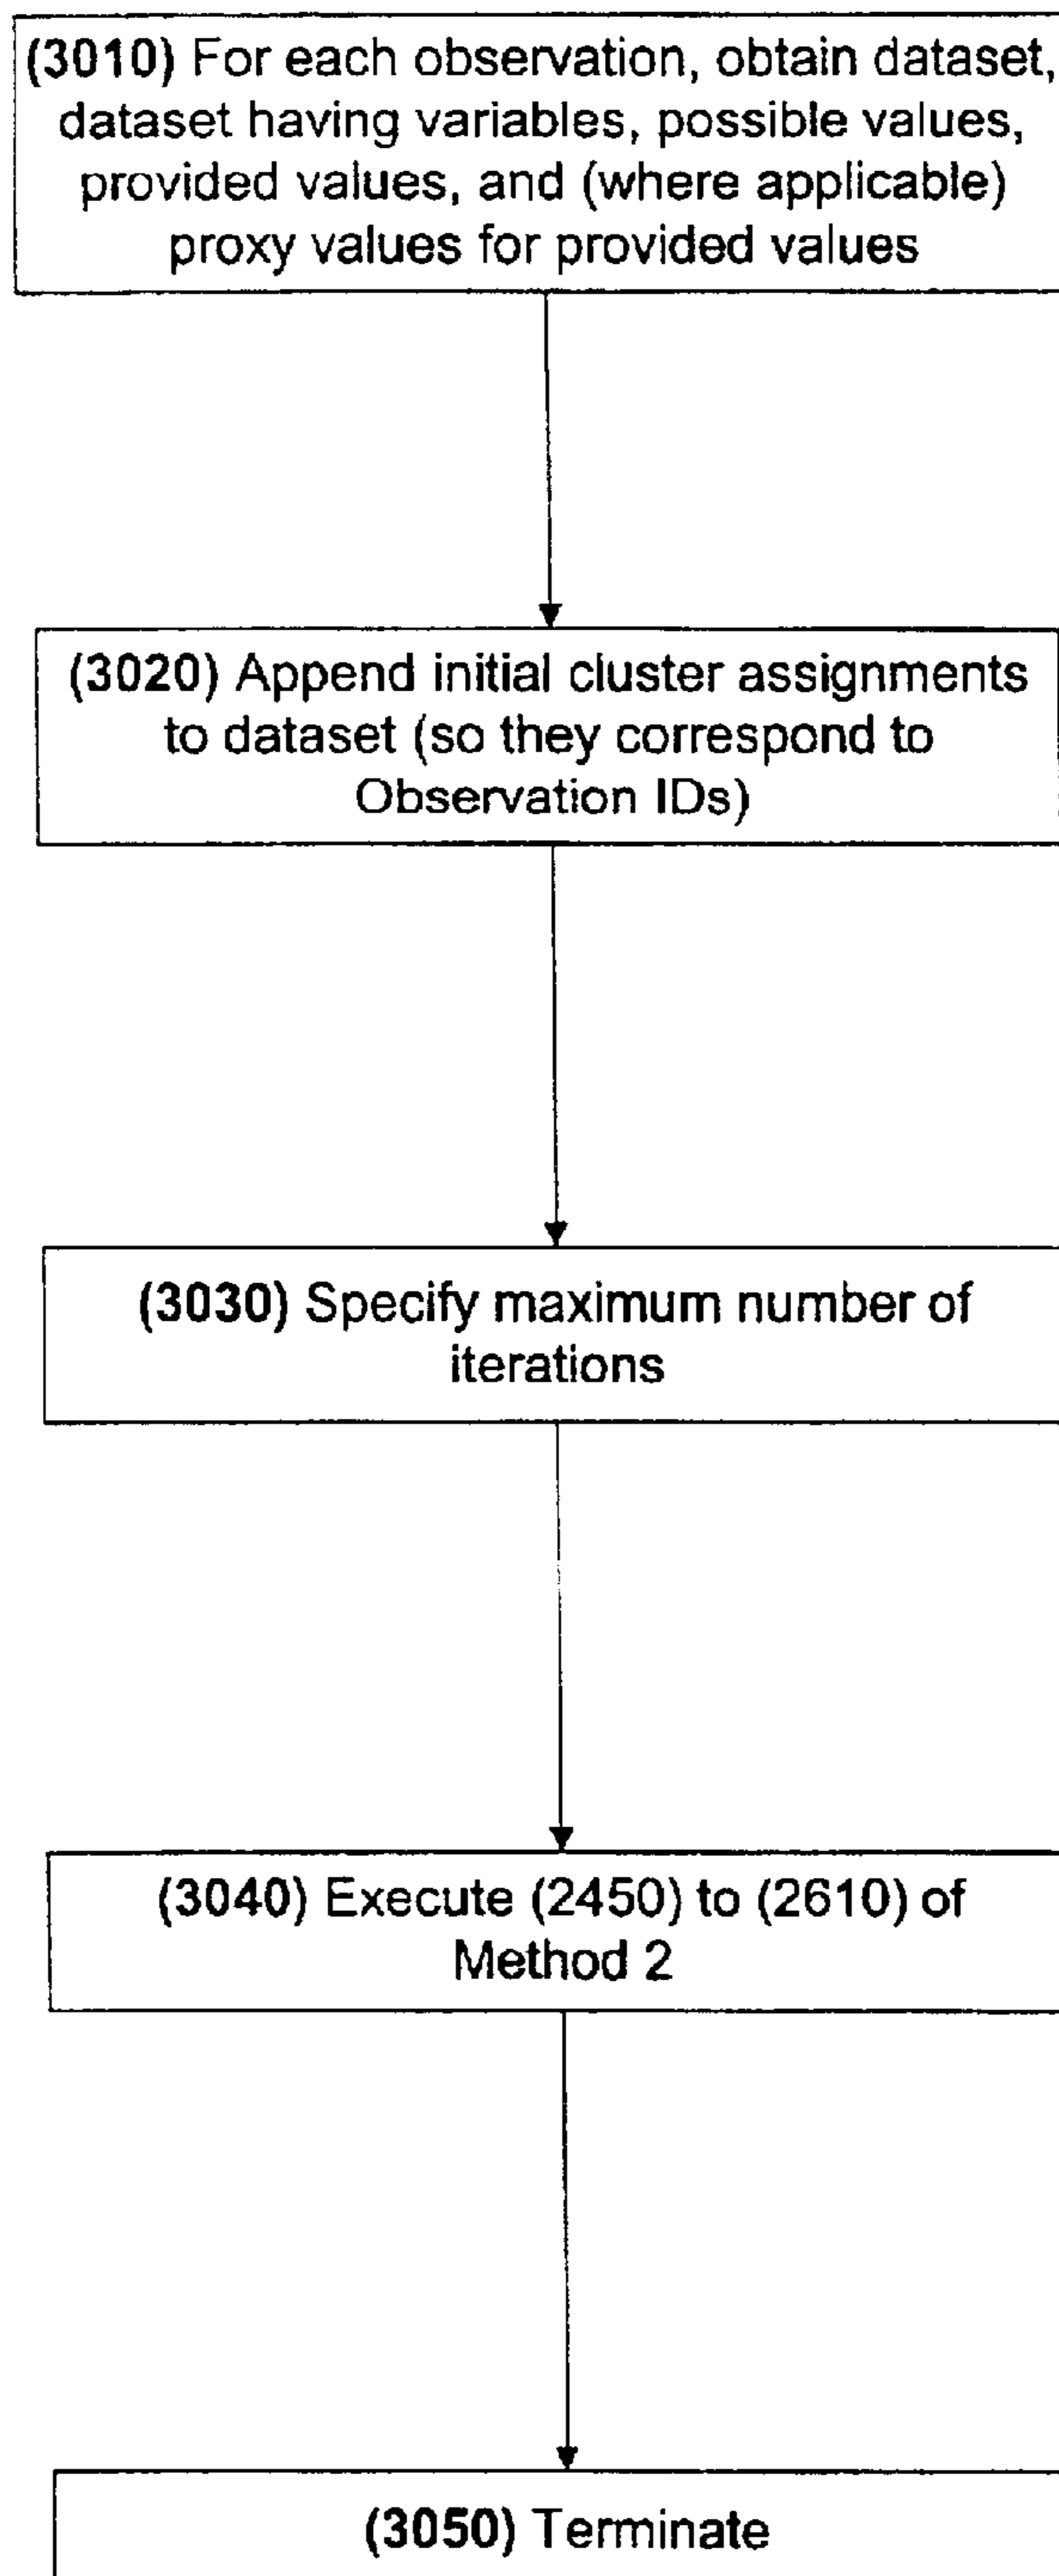 (3010) For each observation, obtain dataset,
dataset having variables, possible values,
provided values, and (where applicable)
proxy values for provided values
(3020) Append initial cluster assignments
to dataset (so they correspond to
Observation IDs)
(3030) Specify maximum number of
iterations
(3040) Execute (2450) to (2610) of
Method 2
(3050) Terminate